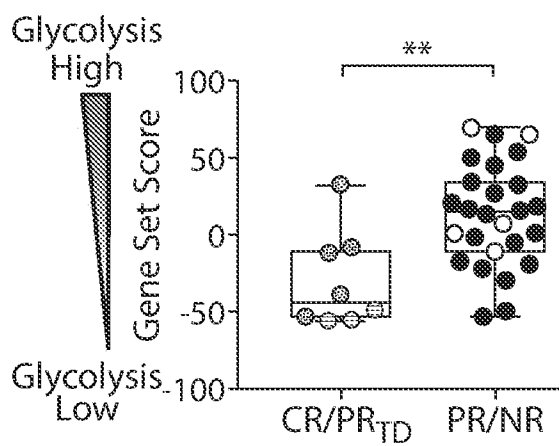 Glycolysis
High
**
100
50
0
-50
-100
Gene Set Score
Glycolysis
Low
CR/PRTD
PR/NR